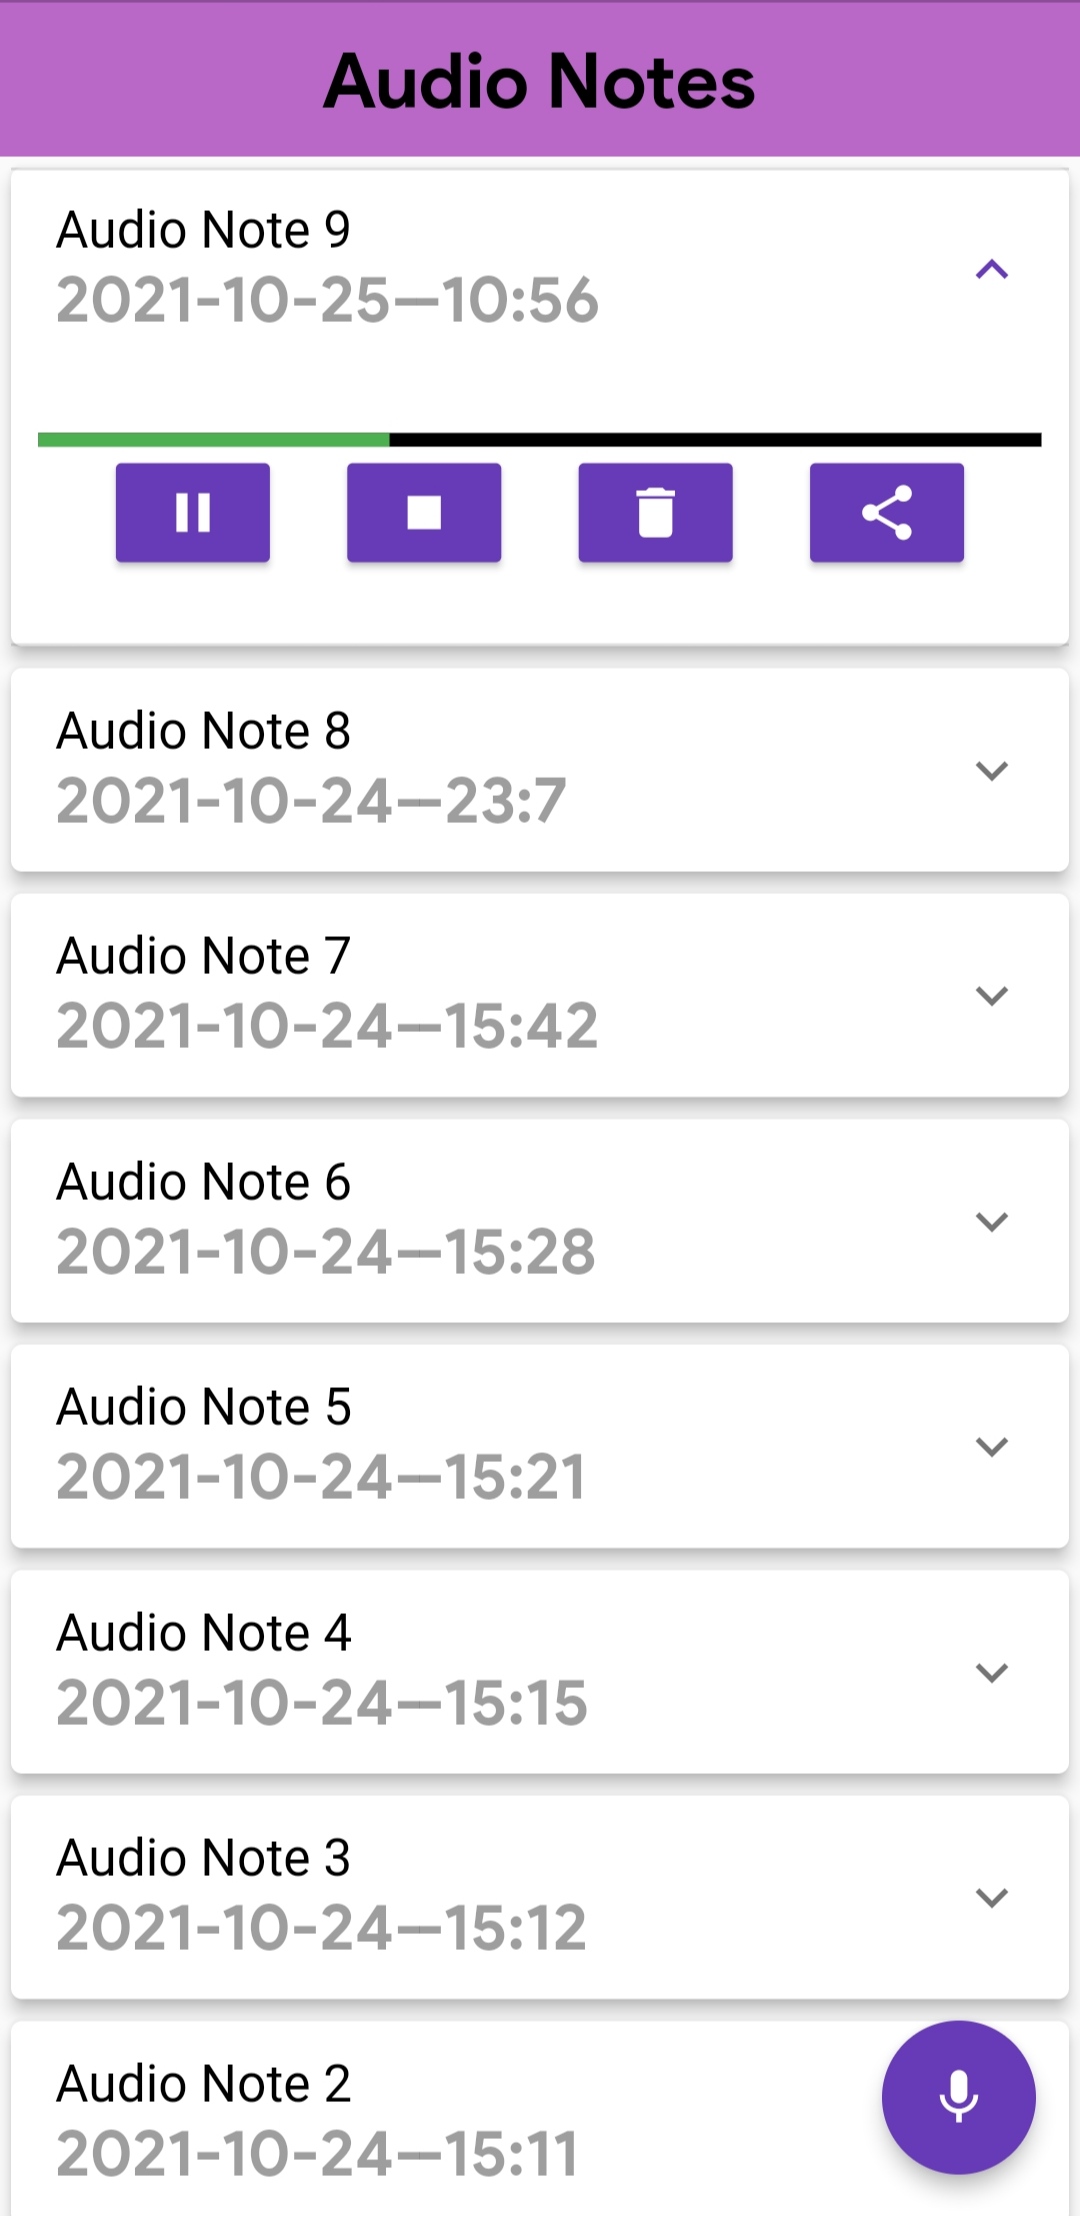 Audio Notes
Audio Note 9
2021-10-25—10:56
Audio Note 8
2021-10-24—23:7
Audio Note 7
2021-10-24—15:42
Audio Note 6
2021-10-24—15:28
Audio Note 5
2021-10-24—15:21
Audio Note 4
2021-10-24—15:15
Audio Note 3
2021-10-24—15:12
Audio Note 2
2021-10-24—15:11